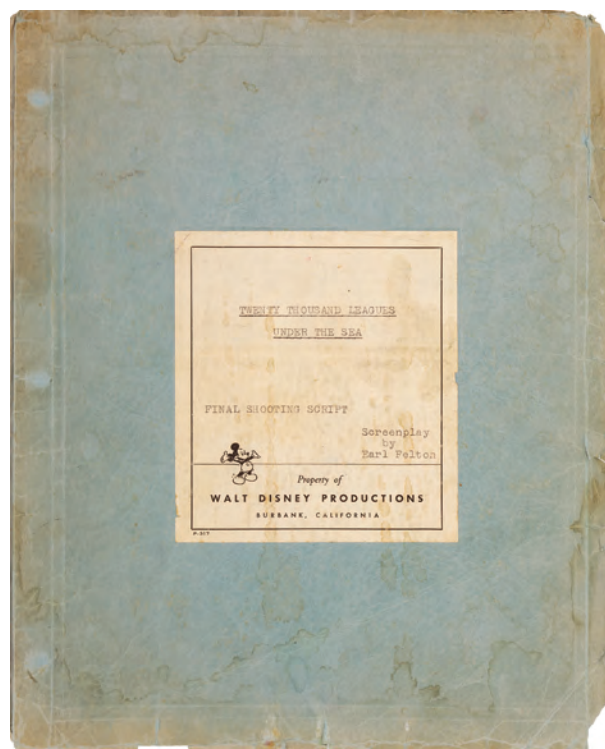 TWENTY THOUSAND LEAGUES
UNDER THE SEA
FINAL SHOOTING SCRIPT
Screenplay
by
Earl Felton
Property of
WALT DISNEY PRODUCTIONS
BURBANK, CALIFORNIA